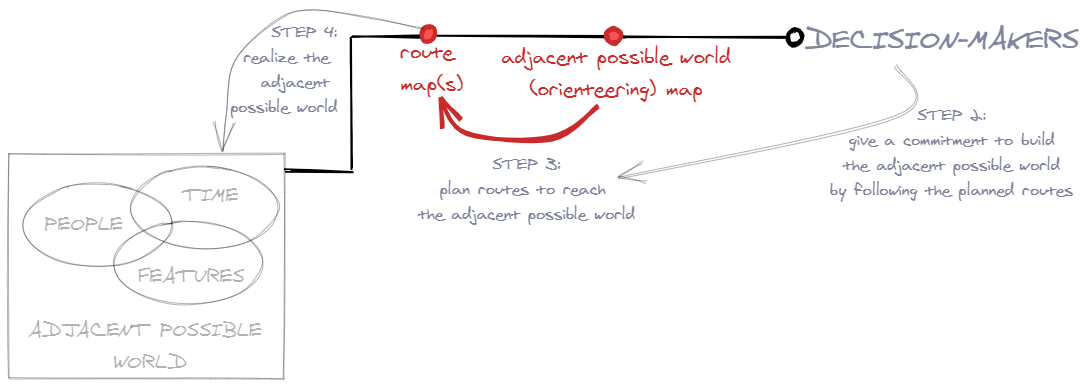 STEP 4:
realize the
adjacent
possible world
route
map(s)
adjacent possible world
(orienteering) map
DECISION-MAKERS
STEP 2:
give a commitment to build
the adjacent possible world
by following the planned routes
STEP 3:
plan routes to reach
the adjacent possible world
TIME
PEOPLE
FEATURES
ADJACENT POSSIBLE
WORLD